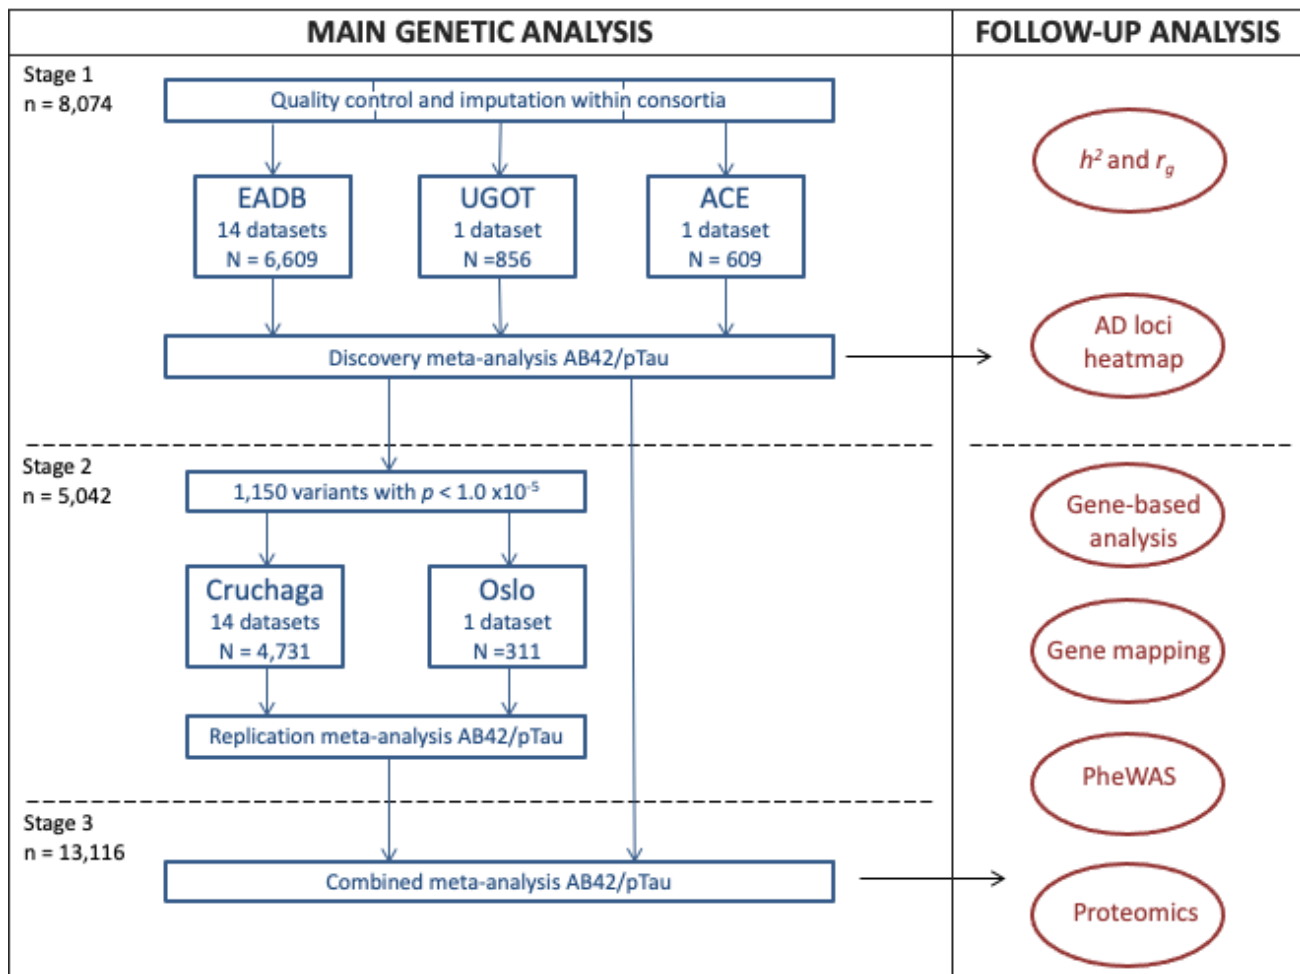 MAIN GENETIC ANALYSIS
FOLLOW-UP ANALYSIS
Stage 1
n = 8,074
Quality control and imputation within consortia
EADB
14 datasets
N = 6,609
UGOT
1 dataset
N =856
ACE
1 dataset
N = 609
Discovery meta-analysis AB42/pTau
h² and r_g
AD loci
heatmap
Stage 2
n = 5,042
1,150 variants with p < 1.0 x10⁻⁵
Cruchaga
14 datasets
N = 4,731
Oslo
1 dataset
N =311
Replication meta-analysis AB42/pTau
Gene-based
analysis
Gene mapping
PheWAS
Stage 3
n = 13,116
Combined meta-analysis AB42/pTau
Proteomics